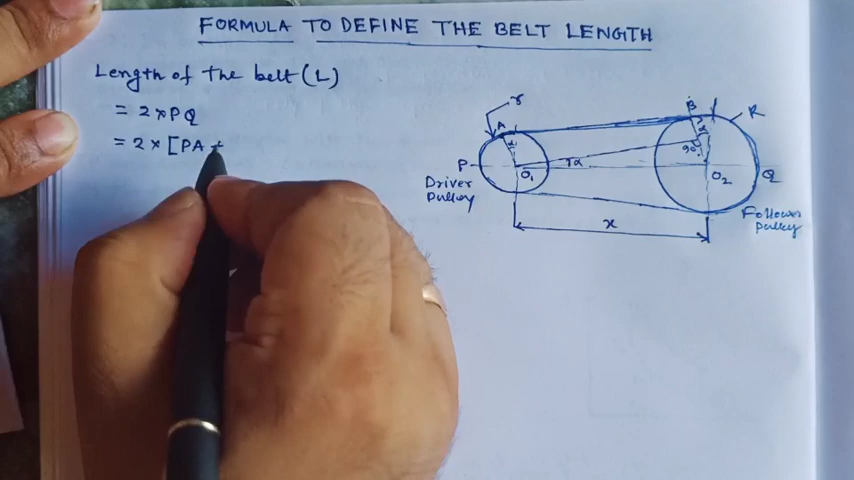 FORMULA TO DEFINE THE BELT LENGTH
Length of the belt (L)
= 2 × PQ
= 2 × [PA +
r
A
B
R
α
α
90°
P
O₁
α
O₂
Q
Driver
Pulley
Follower
Pulley
x